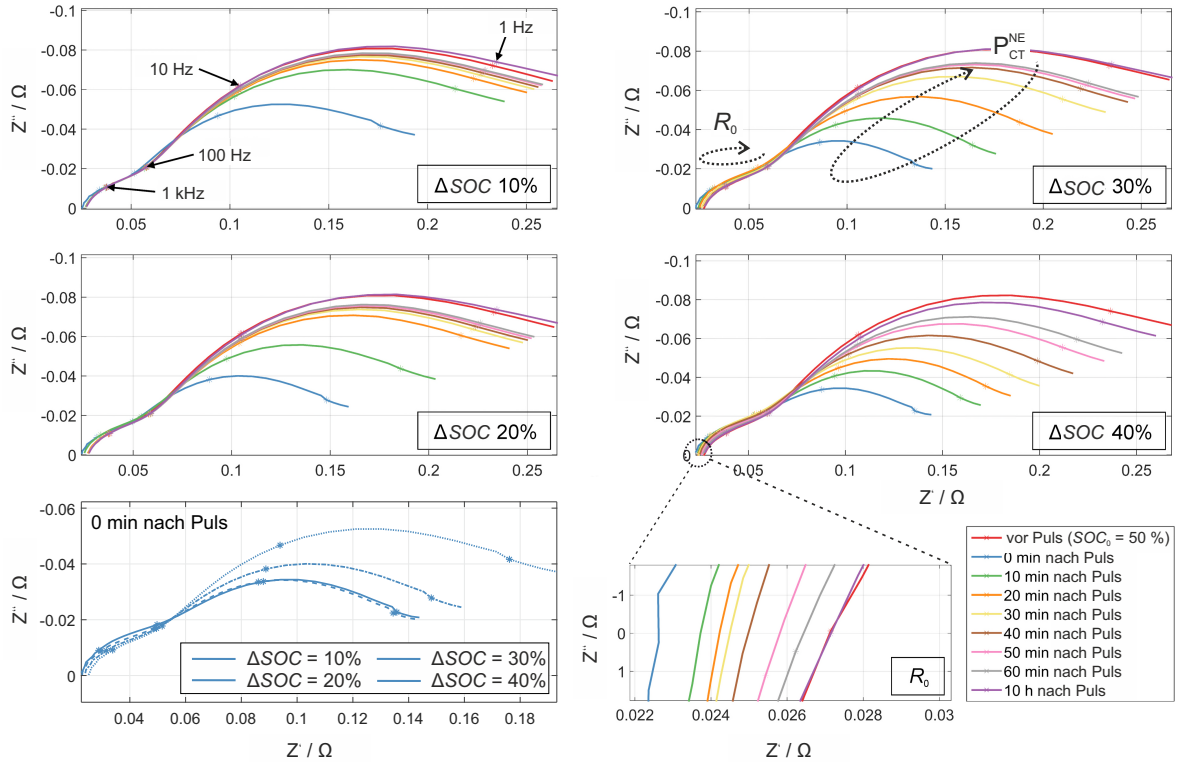 -0.1
-0.08
-0.06
-0.04
-0.02
0
0.05
0.1
0.15
0.2
0.25
Z¨ / Ω
1 Hz
10 Hz
100 Hz
1 kHz
ΔSOC 10%
-0.1
-0.08
-0.06
-0.04
-0.02
0
0.05
0.1
0.15
0.2
0.25
Z¨ / Ω
P NE CT
R₀
ΔSOC 30%
-0.1
-0.08
-0.06
-0.04
-0.02
0
0.05
0.1
0.15
0.2
0.25
Z¨ / Ω
ΔSOC 20%
-0.1
-0.08
-0.06
-0.04
-0.02
0
0.05
0.1
0.15
0.2
0.25
Z¨ / Ω
Z˙ / Ω
ΔSOC 40%
0 min nach Puls
-0.06
-0.04
-0.02
0
0.04
0.06
0.08
0.1
0.12
0.14
0.16
0.18
Z¨ / Ω
Z˙ / Ω
ΔSOC = 10%
ΔSOC = 30%
ΔSOC = 20%
ΔSOC = 40%
-1
0
1
0.022
0.024
0.026
0.028
0.03
Z¨ / Ω
Z˙ / Ω
R₀
vor Puls (SOC₀ = 50 %)
0 min nach Puls
10 min nach Puls
20 min nach Puls
30 min nach Puls
40 min nach Puls
50 min nach Puls
60 min nach Puls
10 h nach Puls